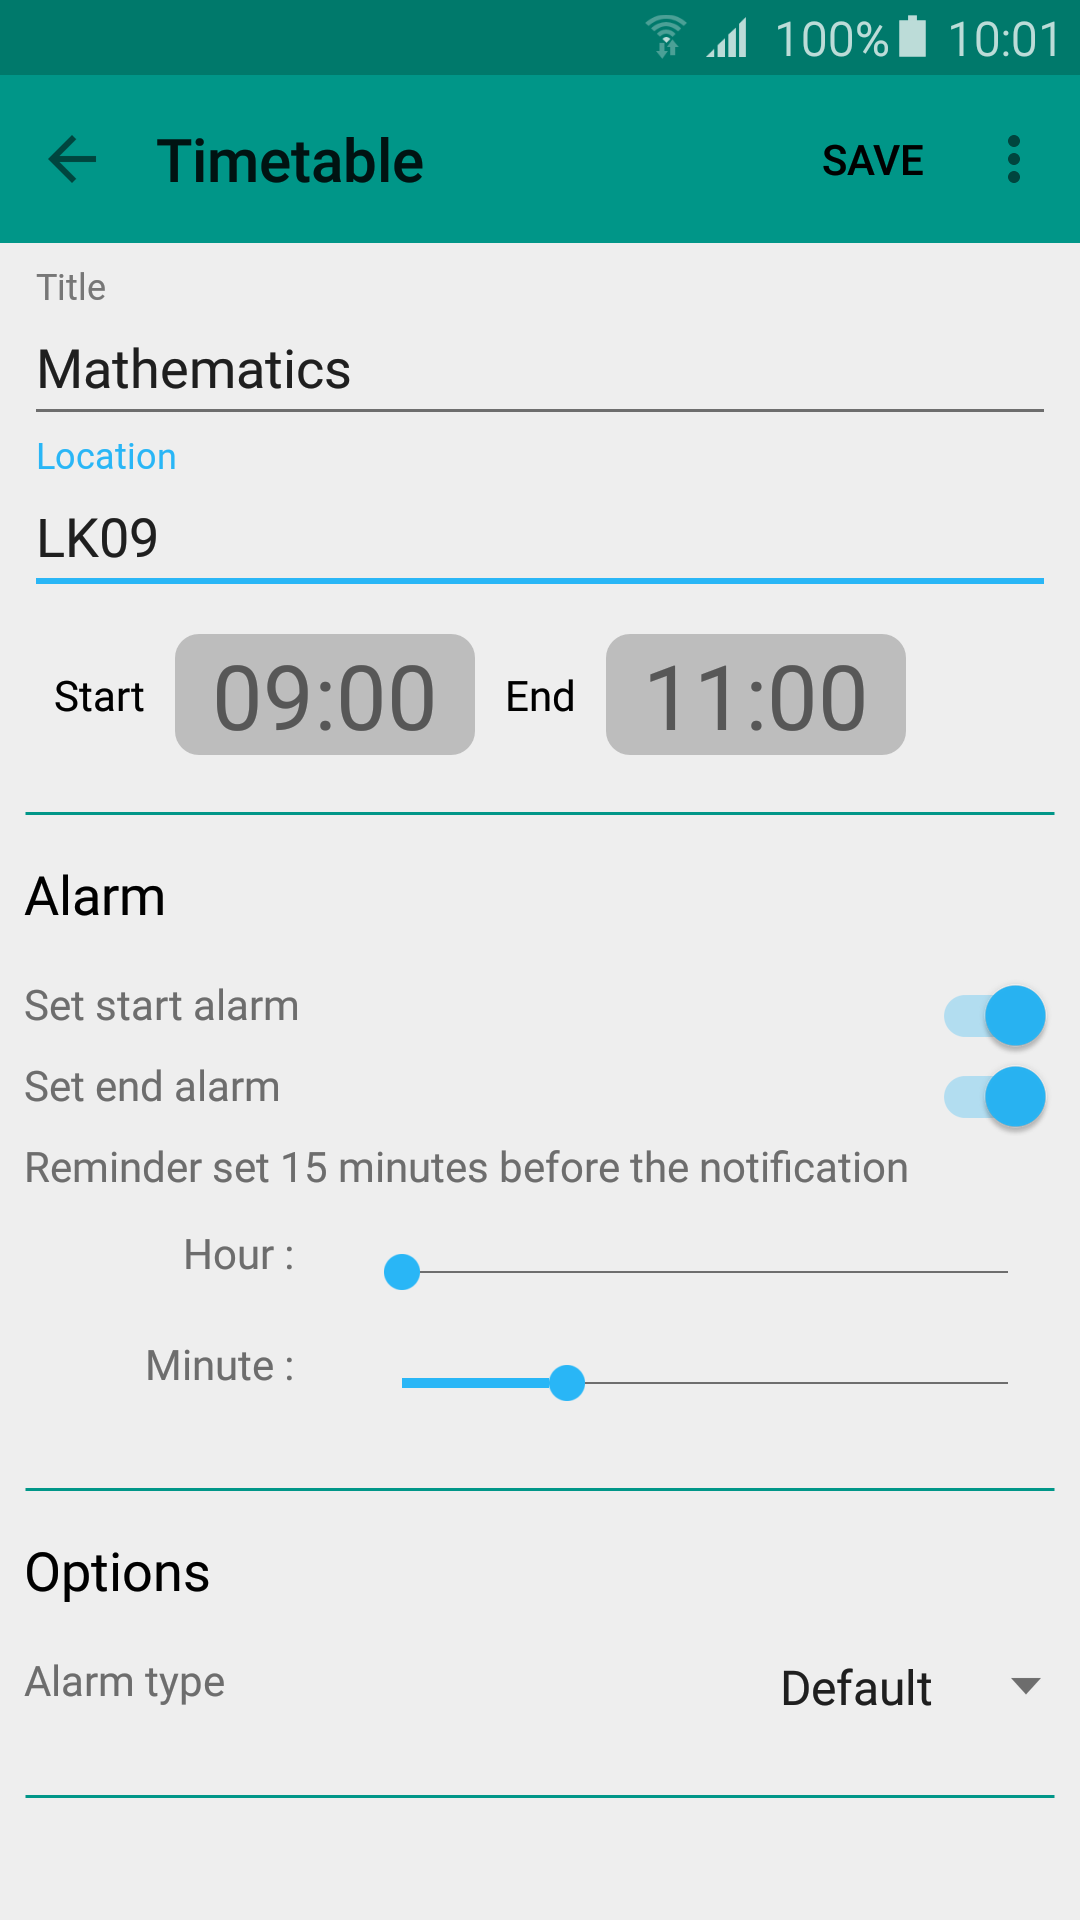 100% 10:01
Timetable SAVE
Title
Mathematics
Location
LK09
Start 09:00 End 11:00
Alarm
Set start alarm
Set end alarm
Reminder set 15 minutes before the notification
Hour :
Minute :
Options
Alarm type Default